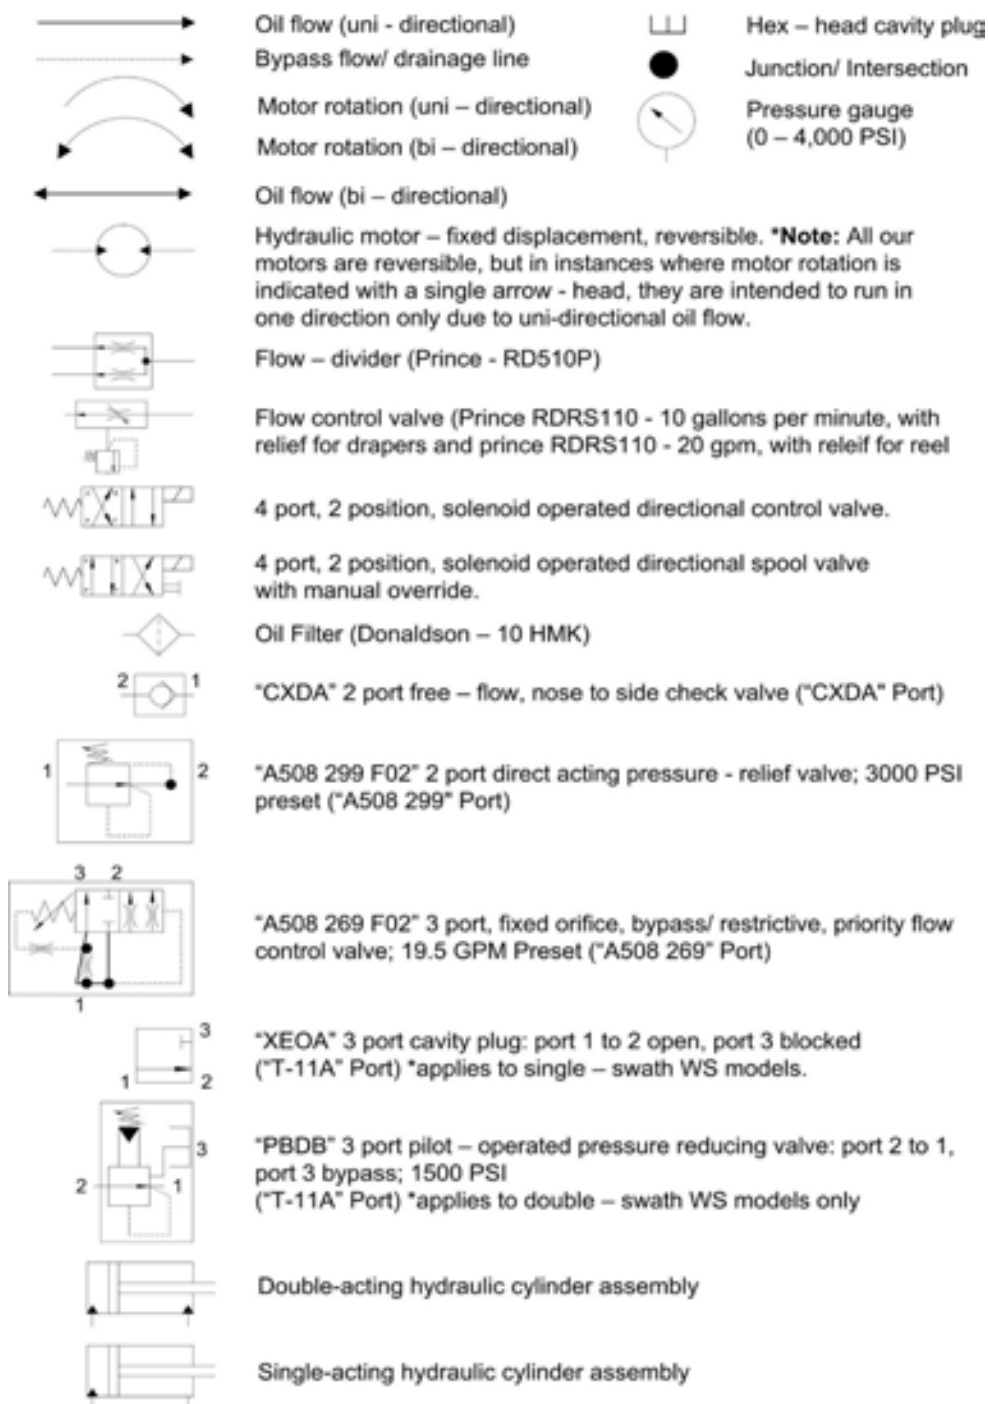 Oil flow (uni - directional)
Bypass flow/ drainage line
Motor rotation (uni – directional)
Motor rotation (bi – directional)
Oil flow (bi – directional)
Hex – head cavity plug
Junction/ Intersection
Pressure gauge
(0 – 4,000 PSI)
Hydraulic motor – fixed displacement, reversible. *Note: All our
motors are reversible, but in instances where motor rotation is
indicated with a single arrow - head, they are intended to run in
one direction only due to uni-directional oil flow.
Flow – divider (Prince - RD510P)
Flow control valve (Prince RDRS110 - 10 gallons per minute, with
relief for drapers and prince RDRS110 - 20 gpm, with releif for reel
4 port, 2 position, solenoid operated directional control valve.
4 port, 2 position, solenoid operated directional spool valve
with manual override.
Oil Filter (Donaldson – 10 HMK)
2 1
“CXDA” 2 port free – flow, nose to side check valve (“CXDA” Port)
1 2
“A508 299 F02” 2 port direct acting pressure - relief valve; 3000 PSI
preset (“A508 299” Port)
3 2
“A508 269 F02” 3 port, fixed orifice, bypass/ restrictive, priority flow
control valve; 19.5 GPM Preset (“A508 269” Port)
1
3
“XEOA” 3 port cavity plug: port 1 to 2 open, port 3 blocked
(“T-11A” Port) *applies to single – swath WS models.
1 2
3
“PBDB” 3 port pilot – operated pressure reducing valve: port 2 to 1,
port 3 bypass; 1500 PSI
2 1
(“T-11A” Port) *applies to double – swath WS models only
Double-acting hydraulic cylinder assembly
Single-acting hydraulic cylinder assembly